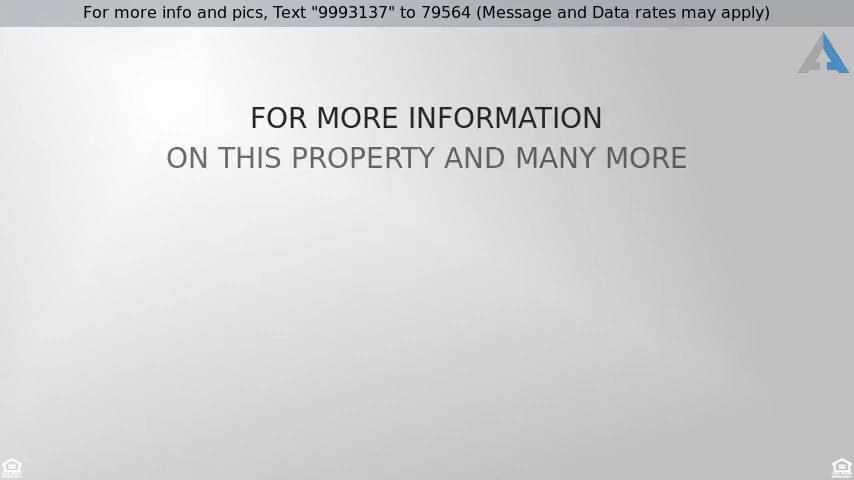 For more info and pics, Text "9993137" to 79564 (Message and Data rates may apply)
FOR MORE INFORMATION
ON THIS PROPERTY AND MANY MORE